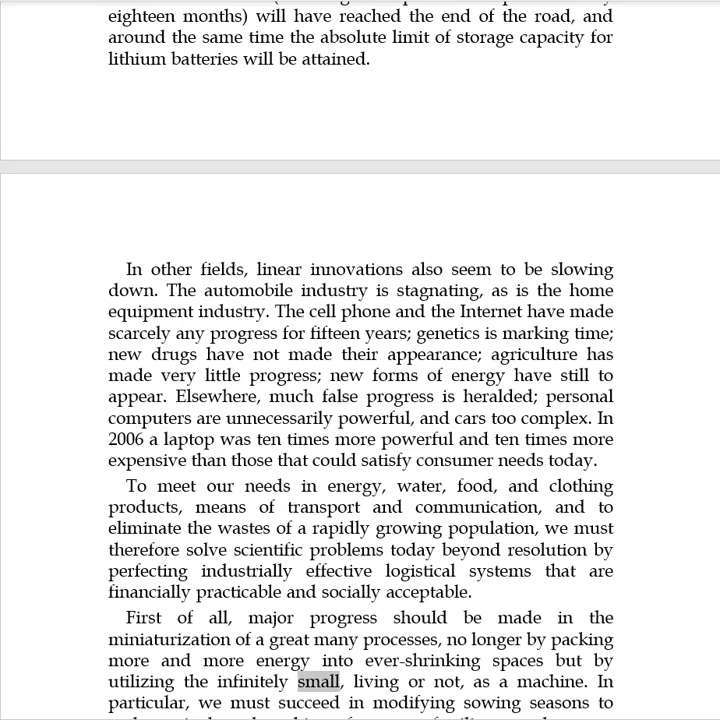 eighteen months) will have reached the end of the road, and
around the same time the absolute limit of storage capacity for
lithium batteries will be attained.
In other fields, linear innovations also seem to be slowing
down. The automobile industry is stagnating, as is the home
equipment industry. The cell phone and the Internet have made
scarcely any progress for fifteen years; genetics is marking time;
new drugs have not made their appearance; agriculture has
made very little progress; new forms of energy have still to
appear. Elsewhere, much false progress is heralded; personal
computers are unnecessarily powerful, and cars too complex. In
2006 a laptop was ten times more powerful and ten times more
expensive than those that could satisfy consumer needs today.
To meet our needs in energy, water, food, and clothing
products, means of transport and communication, and to
eliminate the wastes of a rapidly growing population, we must
therefore solve scientific problems today beyond resolution by
perfecting industrially effective logistical systems that are
financially practicable and socially acceptable.
First of all, major progress should be made in the
miniaturization of a great many processes, no longer by packing
more and more energy into ever-shrinking spaces but by
utilizing the infinitely small, living or not, as a machine. In
particular, we must succeed in modifying sowing seasons to